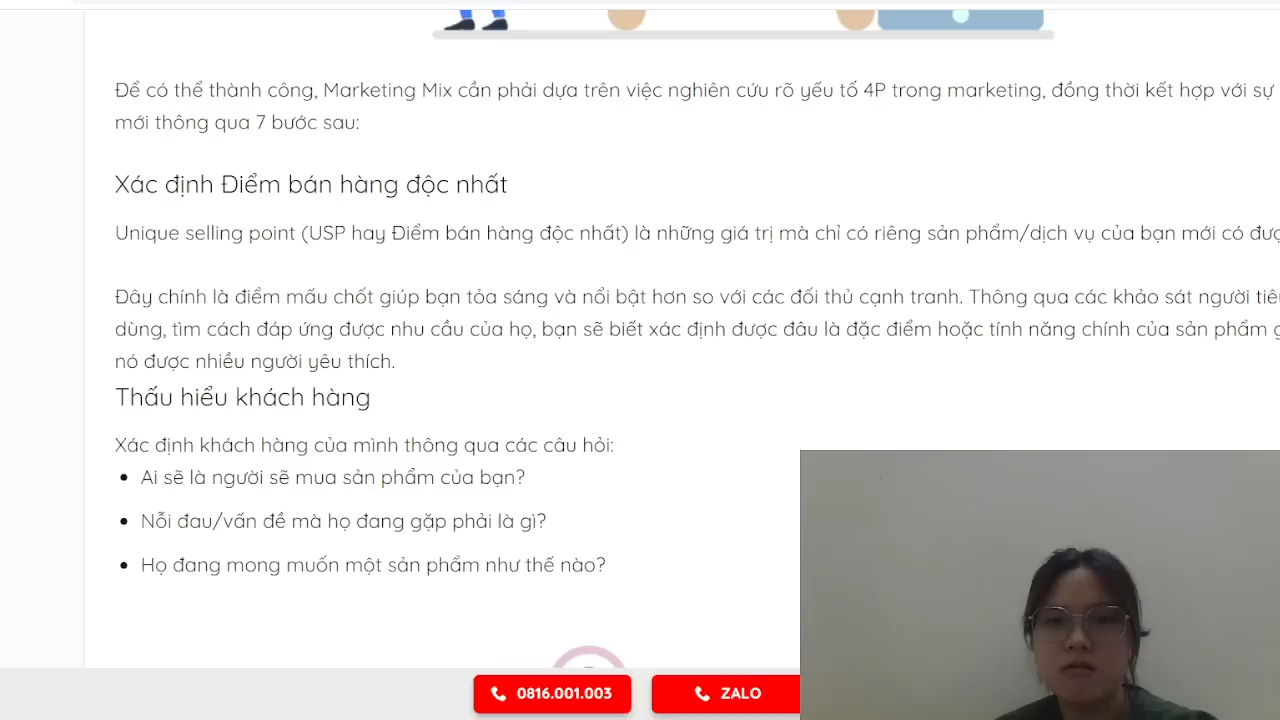 Để có thể thành công, Marketing Mix cần phải dựa trên việc nghiên cứu rõ yếu tố 4P trong marketing, đồng thời kết hợp với sự
mới thông qua 7 bước sau:
Xác định Điểm bán hàng độc nhất
Unique selling point (USP hay Điểm bán hàng độc nhất) là những giá trị mà chỉ có riêng sản phẩm/dịch vụ của bạn mới có
Đây chính là điểm mấu chốt giúp bạn tỏa sáng và nổi bật hơn so với các đối thủ cạnh tranh. Thông qua các khảo sát người
dùng, tìm cách đáp ứng được nhu cầu của họ, bạn sẽ biết xác định được đâu là đặc điểm hoặc tính năng chính của sản phẩm
nó được nhiều người yêu thích.
Thấu hiểu khách hàng
Xác định khách hàng của mình thông qua các câu hỏi:
• Ai sẽ là người sẽ mua sản phẩm của bạn?
• Nỗi đau/vấn đề mà họ đang gặp phải là gì?
• Họ đang mong muốn một sản phẩm như thế nào?
0816.001.003
ZALO